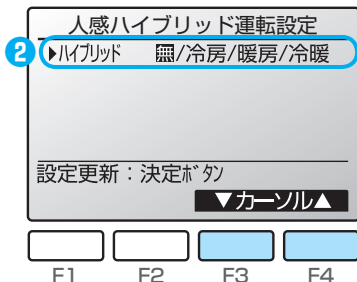 人感ハイブリッド運転設定
❷ ▶ハイブリッド 無/冷房/暖房/冷暖
設定更新：決定ボタン
▼カーソル▲
F1 F2 F3 F4